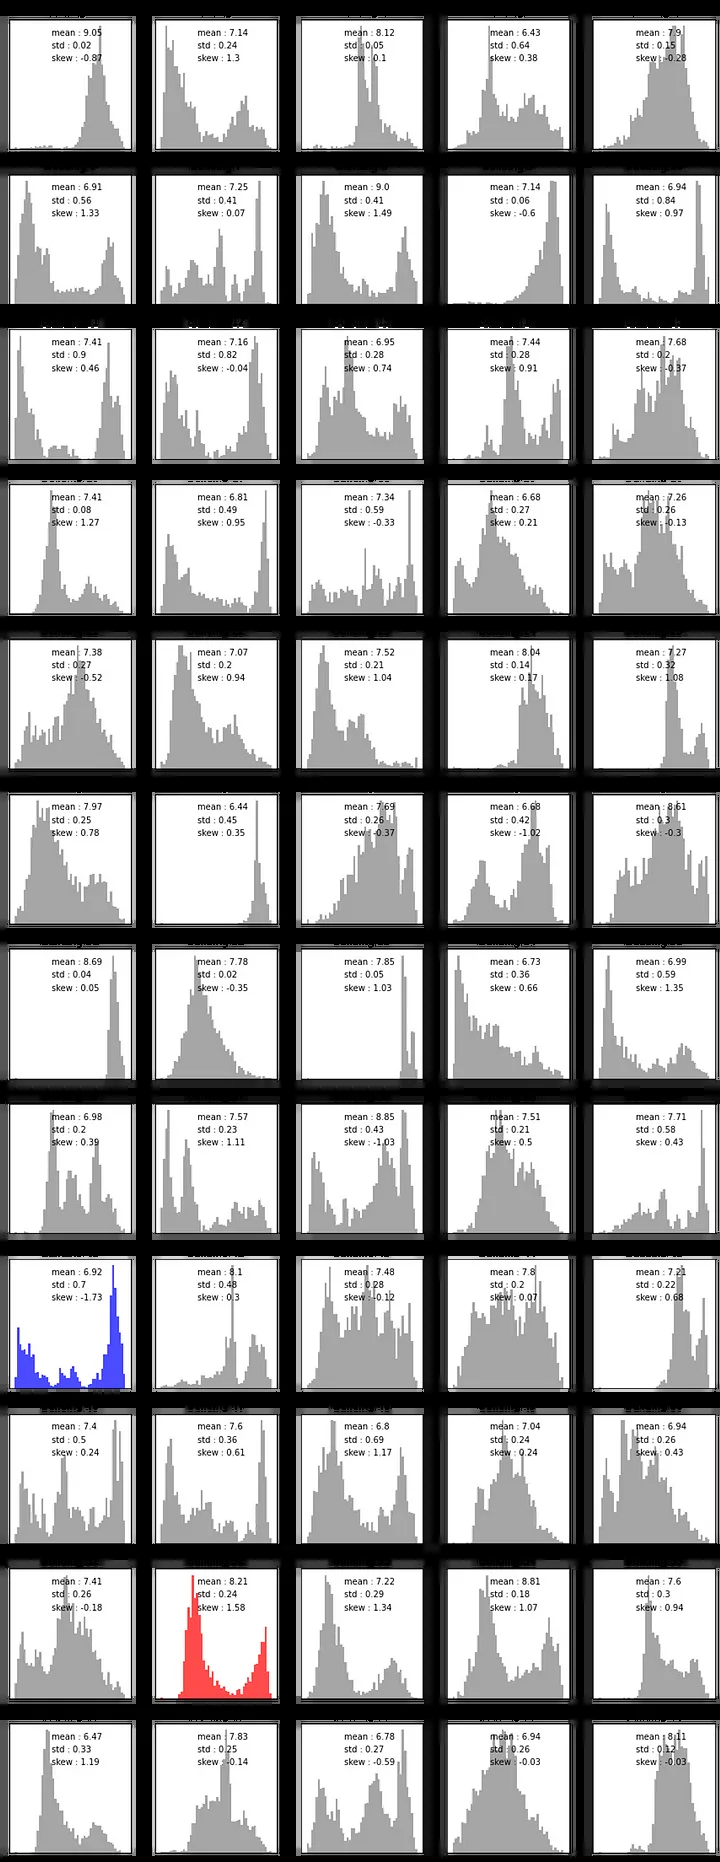 mean : 9.05
std : 0.02
skew : -0.87
mean : 7.14
std : 0.24
skew : 1.3
mean : 8.12
std : 0.05
skew : 0.1
mean : 6.43
std : 0.64
skew : 0.38
mean : 7.9
std : 0.15
skew : -0.28
mean : 6.91
std : 0.56
skew : 1.33
mean : 7.25
std : 0.41
skew : 0.07
mean : 9.0
std : 0.41
skew : 1.49
mean : 7.14
std : 0.06
skew : -0.6
mean : 6.94
std : 0.84
skew : 0.97
mean : 7.41
std : 0.9
skew : 0.46
mean : 7.16
std : 0.82
skew : -0.04
mean : 6.95
std : 0.28
skew : 0.74
mean : 7.44
std : 0.28
skew : 0.91
mean : 7.68
std : 0.2
skew : -0.37
mean : 7.41
std : 0.08
skew : 1.27
mean : 6.81
std : 0.49
skew : 0.95
mean : 7.34
std : 0.59
skew : -0.33
mean : 6.68
std : 0.27
skew : 0.21
mean : 7.26
std : 0.26
skew : -0.13
mean : 7.38
std : 0.27
skew : -0.52
mean : 7.07
std : 0.2
skew : 0.94
mean : 7.52
std : 0.21
skew : 1.04
mean : 8.04
std : 0.14
skew : 0.17
mean : 7.27
std : 0.32
skew : 1.08
mean : 7.97
std : 0.25
skew : 0.78
mean : 6.44
std : 0.45
skew : 0.35
mean : 7.69
std : 0.26
skew : -0.37
mean : 6.68
std : 0.42
skew : -1.02
mean : 8.61
std : 0.3
skew : -0.3
mean : 8.69
std : 0.04
skew : 0.05
mean : 7.78
std : 0.02
skew : -0.35
mean : 7.85
std : 0.05
skew : 1.03
mean : 6.73
std : 0.36
skew : 0.66
mean : 6.99
std : 0.59
skew : 1.35
mean : 6.98
std : 0.2
skew : 0.39
mean : 7.57
std : 0.23
skew : 1.11
mean : 8.85
std : 0.43
skew : -1.03
mean : 7.51
std : 0.21
skew : 0.5
mean : 7.71
std : 0.58
skew : 0.43
mean : 6.92
std : 0.7
skew : -1.73
mean : 8.1
std : 0.48
skew : 0.3
mean : 7.48
std : 0.28
skew : -0.12
mean : 7.8
std : 0.2
skew : 0.07
mean : 7.21
std : 0.22
skew : 0.68
mean : 7.4
std : 0.5
skew : 0.24
mean : 7.6
std : 0.36
skew : 0.61
mean : 6.8
std : 0.69
skew : 1.17
mean : 7.04
std : 0.24
skew : 0.24
mean : 6.94
std : 0.26
skew : 0.43
mean : 7.41
std : 0.26
skew : -0.18
mean : 8.21
std : 0.24
skew : 1.58
mean : 7.22
std : 0.29
skew : 1.34
mean : 8.81
std : 0.18
skew : 1.07
mean : 7.6
std : 0.3
skew : 0.94
mean : 6.47
std : 0.33
skew : 1.19
mean : 7.83
std : 0.25
skew : -0.14
mean : 6.78
std : 0.27
skew : -0.59
mean : 6.94
std : 0.26
skew : -0.03
mean : 8.11
std : 0.12
skew : -0.03